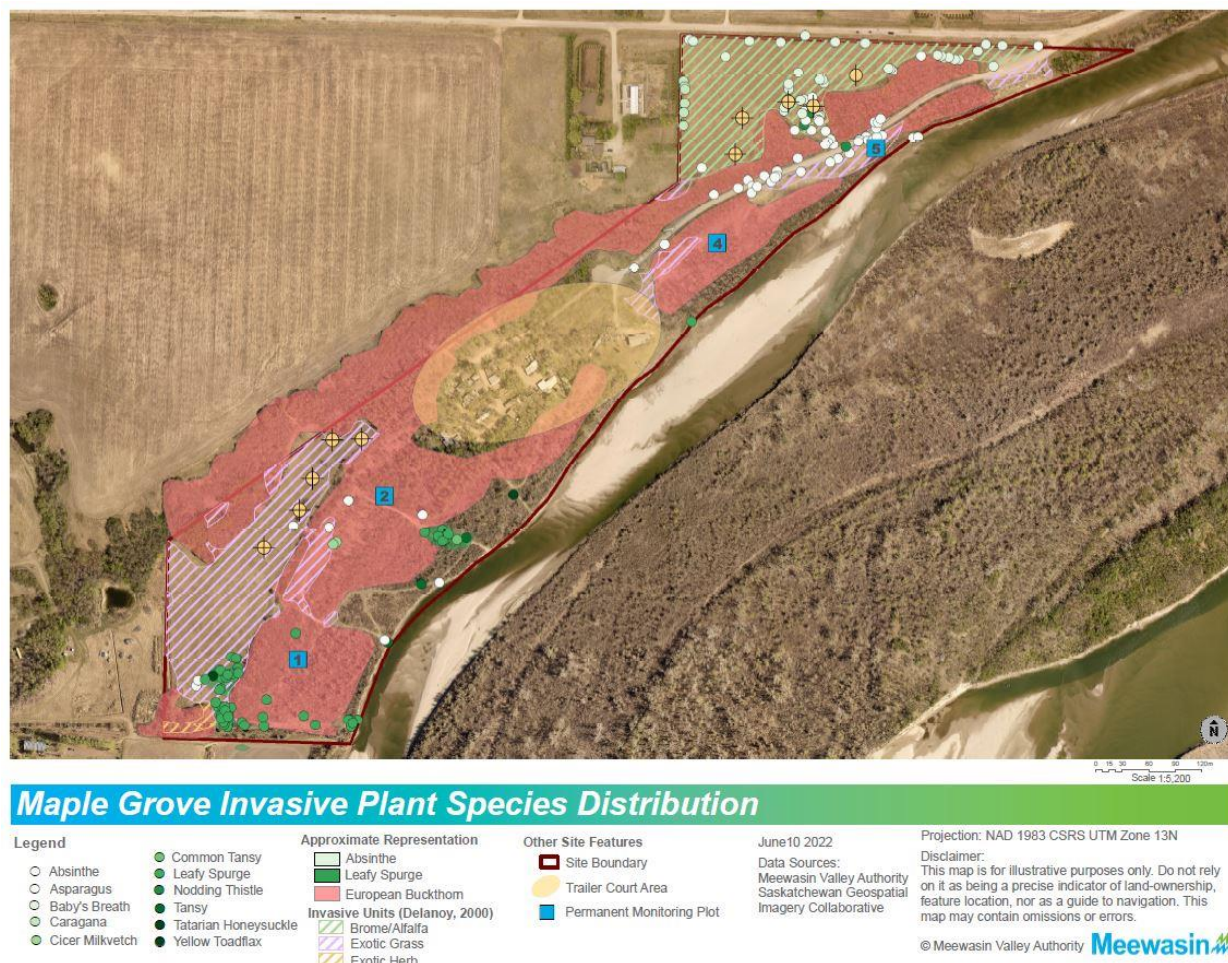 5
4
2
1
N
0 15 30 60 90 120m
Scale 1:5,200
Maple Grove Invasive Plant Species Distribution
Legend
Absinthe
Asparagus
Baby's Breath
Caragana
Cicer Milkvetch
Common Tansy
Leafy Spurge
Nodding Thistle
Tansy
Tatarian Honeysuckle
Yellow Toadflax
Approximate Representation
Absinthe
Leafy Spurge
European Buckthorn
Invasive Units (Delanoy, 2000)
Brome/Alfalfa
Exotic Grass
Exotic Herb
Other Site Features
Site Boundary
Trailer Court Area
Permanent Monitoring Plot
June10 2022
Data Sources:
Meewasin Valley Authority
Saskatchewan Geospatial
Imagery Collaborative
Projection: NAD 1983 CSRS UTM Zone 13N
Disclaimer:
This map is for illustrative purposes only. Do not rely
on it as being a precise indicator of land-ownership,
feature location, nor as a guide to navigation. This
map may contain omissions or errors.
© Meewasin Valley Authority Meewasin